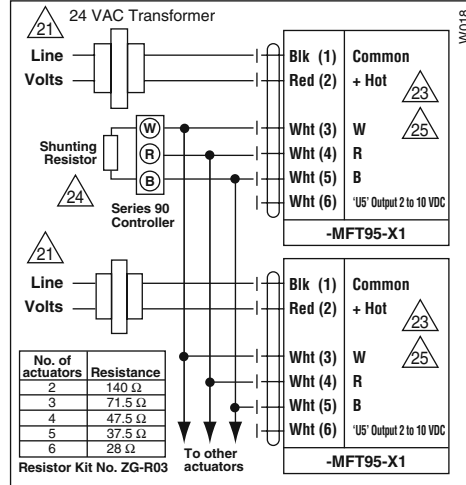 21
24 VAC Transformer
W018
Line
Volts
Blk (1) Common
Red (2) + Hot
23
25
W
R
B
Wht (3) W
Wht (4) R
Wht (5) B
Wht (6) 'U5' Output 2 to 10 VDC
Shunting
Resistor
24
Series 90
Controller
-MFT95-X1
21
Line
Volts
Blk (1) Common
Red (2) + Hot
23
25
Wht (3) W
Wht (4) R
Wht (5) B
Wht (6) 'U5' Output 2 to 10 VDC
-MFT95-X1
No. of
actuators Resistance
2 140 Ω
3 71.5 Ω
4 47.5 Ω
5 37.5 Ω
6 28 Ω
Resistor Kit No. ZG-R03
To other
actuators